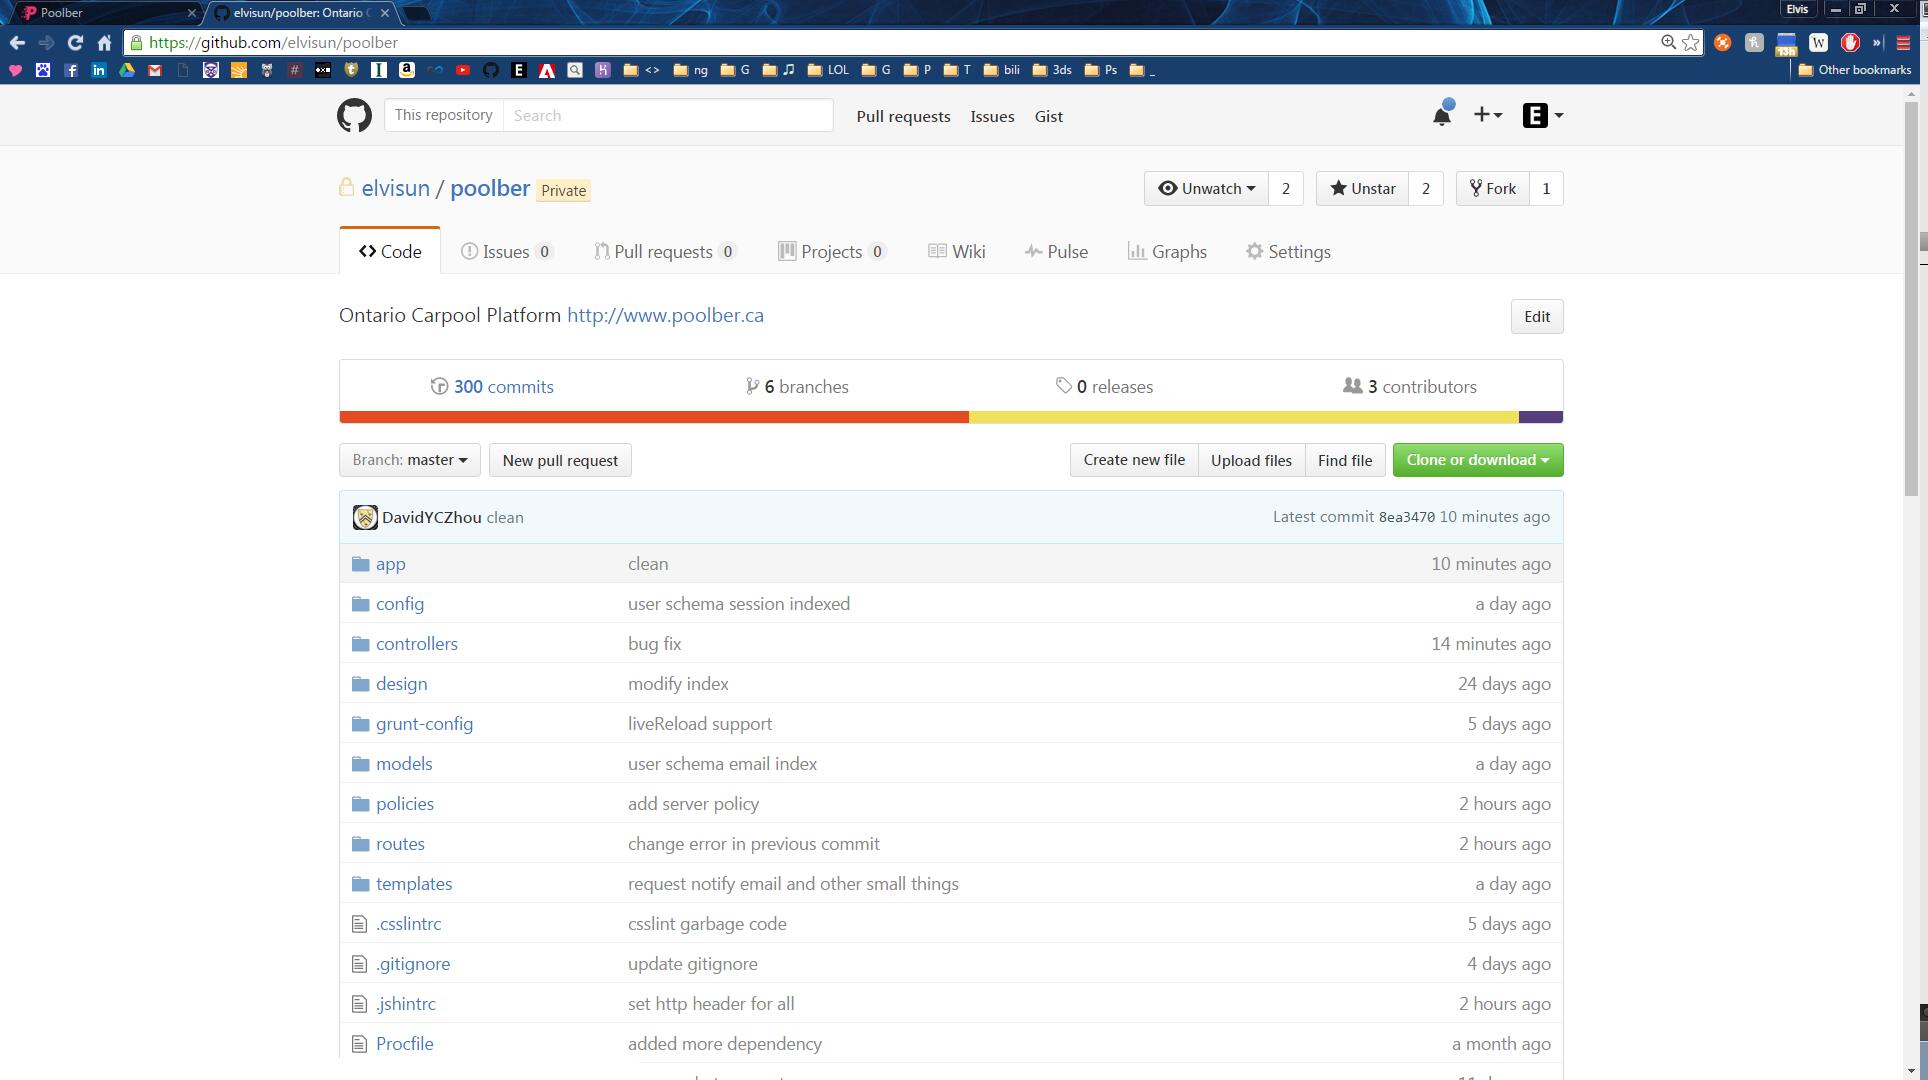 Poolber
elvisun/poolber: Ontario C
Elvis
https://github.com/elvisun/poolber
13h
<> ng G LOL G P T bili 3ds Ps _ Other bookmarks
This repository Search Pull requests Issues Gist
elvisun / poolber Private Unwatch 2 Unstar 2 Fork 1
Code Issues 0 Pull requests 0 Projects 0 Wiki Pulse Graphs Settings
Ontario Carpool Platform http://www.poolber.ca Edit
300 commits 6 branches 0 releases 3 contributors
Branch: master New pull request Create new file Upload files Find file Clone or download
DavidYCZhou clean Latest commit 8ea3470 10 minutes ago
app clean 10 minutes ago
config user schema session indexed a day ago
controllers bug fix 14 minutes ago
design modify index 24 days ago
grunt-config liveReload support 5 days ago
models user schema email index a day ago
policies add server policy 2 hours ago
routes change error in previous commit 2 hours ago
templates request notify email and other small things a day ago
.csslintrc csslint garbage code 5 days ago
.gitignore update gitignore 4 days ago
.jshintrc set http header for all 2 hours ago
Procfile added more dependency a month ago